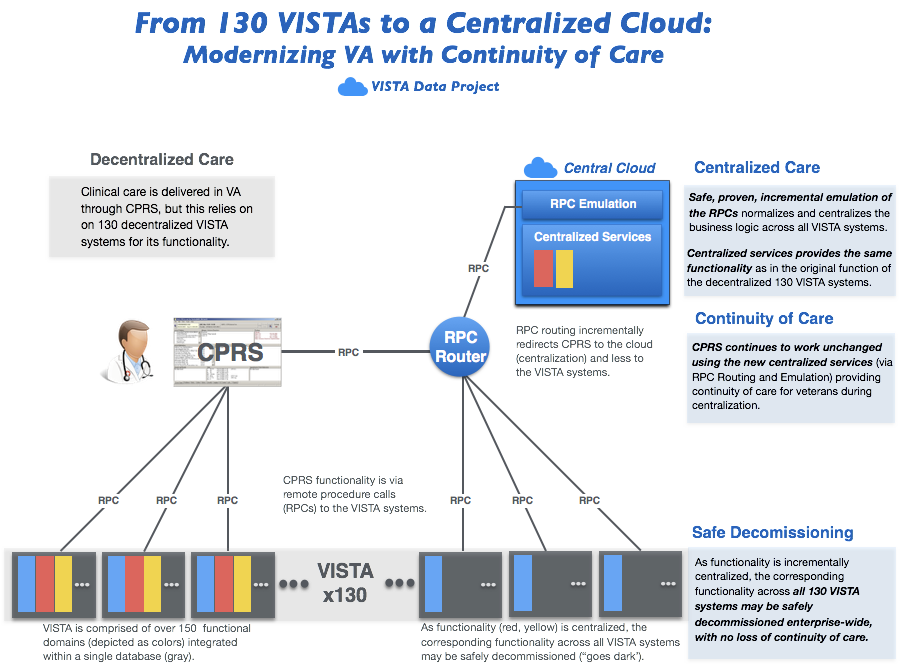 From 130 VISTAs to a Centralized Cloud:
Modernizing VA with Continuity of Care
VISTA Data Project
Decentralized Care
Clinical care is delivered in VA
through CPRS, but this relies on
on 130 decentralized VISTA
systems for its functionality.
Central Cloud
RPC Emulation
Centralized Services
Centralized Care
Safe, proven, incremental emulation of
the RPCs normalizes and centralizes the
business logic across all VISTA systems.
Centralized services provides the same
functionality as in the original function of
the decentralized 130 VISTA systems.
RPC
CPRS
RPC
RPC
Router
RPC routing incrementally
redirects CPRS to the cloud
(centralization) and less to
the VISTA systems.
Continuity of Care
CPRS continues to work unchanged
using the new centralized services (via
RPC Routing and Emulation) providing
continuity of care for veterans during
centralization.
CPRS functionality is via
remote procedure calls
(RPCs) to the VISTA systems.
RPC
RPC
RPC
RPC
RPC
RPC
VISTA
x130
Safe Decomissioning
As functionality is incrementally
centralized, the corresponding
functionality across all 130 VISTA
systems may be safely
decommissioned enterprise-wide,
with no loss of continuity of care.
VISTA is comprised of over 150 functional
domains (depicted as colors) integrated
within a single database (gray).
As functionality (red, yellow) is centralized, the
corresponding functionality across all VISTA systems
may be safely decommissioned ("goes dark').